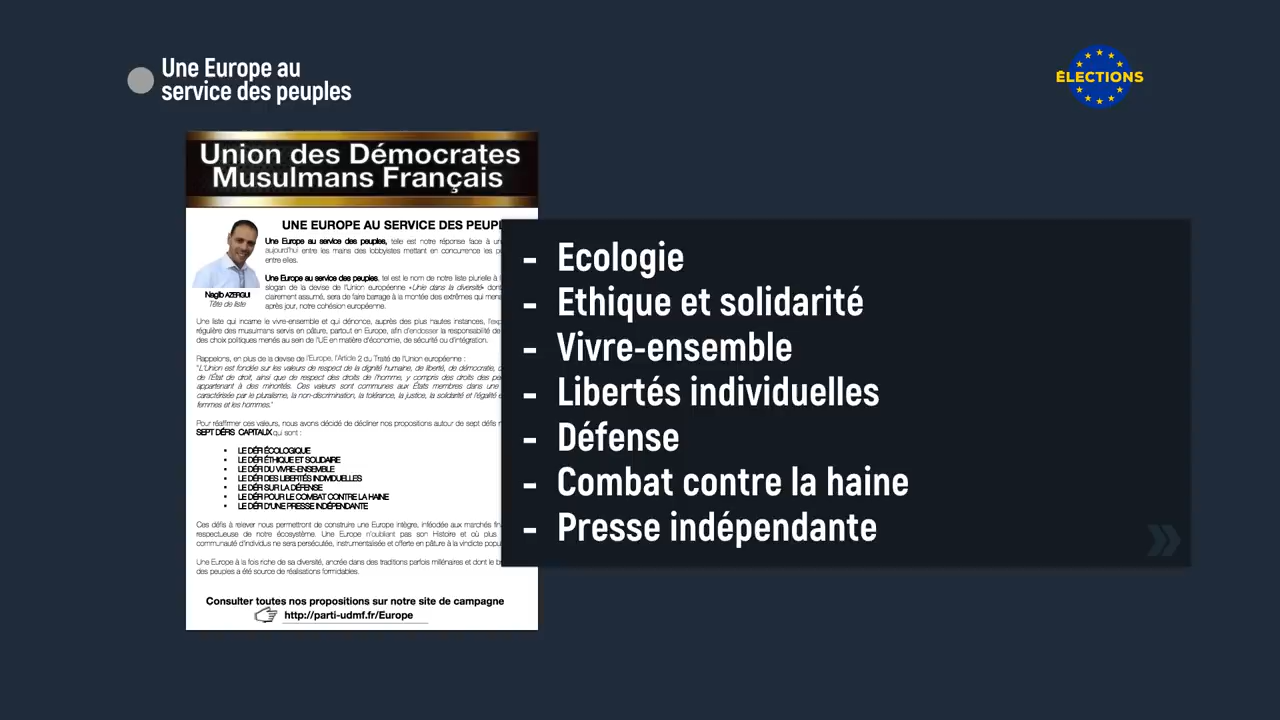 Une Europe au
service des peuples
ÉLECTIONS
Union des Démocrates
Musulmans Français
UNE EUROPE AU SERVICE DES PEUPL
Une Europe au service des peuples, telle est notre réponse face à un
aujourd'hui entre les mains des lobbyistes mettant en concurrence les p
entre elles.
Une Europe au service des peuples, tel est le nom de notre liste plurielle à
slogan de la devise de l'Union européenne «Unie dans la diversité» dont
clairement assumé, sera de faire barrage à la montée des extrêmes qui mena
après jour, notre cohésion européenne.
Nagib AZERGUI
Tête de liste
Une liste qui incarne le vivre-ensemble et qui dénonce, auprès des plus hautes instances, l'exp
régulière des musulmans servis en pâture, partout en Europe, afin d'endosser la responsabilité de
des choix politiques menés au sein de l'UE en matière d'économie, de sécurité ou d'intégration.
Rappelons, en plus de la devise de l'Europe, l'Article 2 du Traité de l'Union européenne :
"L'Union est fondée sur les valeurs de respect de la dignité humaine, de liberté, de démocratie, d
de l'État de droit, ainsi que de respect des droits de l'homme, y compris des droits des pe
appartenant à des minorités. Ces valeurs sont communes aux États membres dans une
caractérisée par le pluralisme, la non-discrimination, la tolérance, la justice, la solidarité et l'égalité e
femmes et les hommes."
Pour réaffirmer ces valeurs, nous avons décidé de décliner nos propositions autour de sept défis
SEPT DÉFIS CAPITAUX qui sont :
▪ LE DÉFI ÉCOLOGIQUE
▪ LE DÉFI ÉTHIQUE ET SOLIDAIRE
▪ LE DÉFI DU VIVRE-ENSEMBLE
▪ LE DÉFI DES LIBERTÉS INDIVIDUELLES
▪ LE DÉFI SUR LA DÉFENSE
▪ LE DÉFI POUR LE COMBAT CONTRE LA HAINE
▪ LE DÉFI D'UNE PRESSE INDÉPENDANTE
Ces défis à relever nous permettront de construire une Europe intègre, inféodée aux marchés fin
respectueuse de notre écosystème. Une Europe n'oubliant pas son Histoire et où plus
communauté d'individus ne sera persécutée, instrumentalisée et offerte en pâture à la vindicte popu
Une Europe à la fois riche de sa diversité, ancrée dans des traditions parfois millénaires et dont le b
des peuples a été source de réalisations formidables.
Consulter toutes nos propositions sur notre site de campagne
http://parti-udmf.fr/Europe
- Ecologie
- Ethique et solidarité
- Vivre-ensemble
- Libertés individuelles
- Défense
- Combat contre la haine
- Presse indépendante